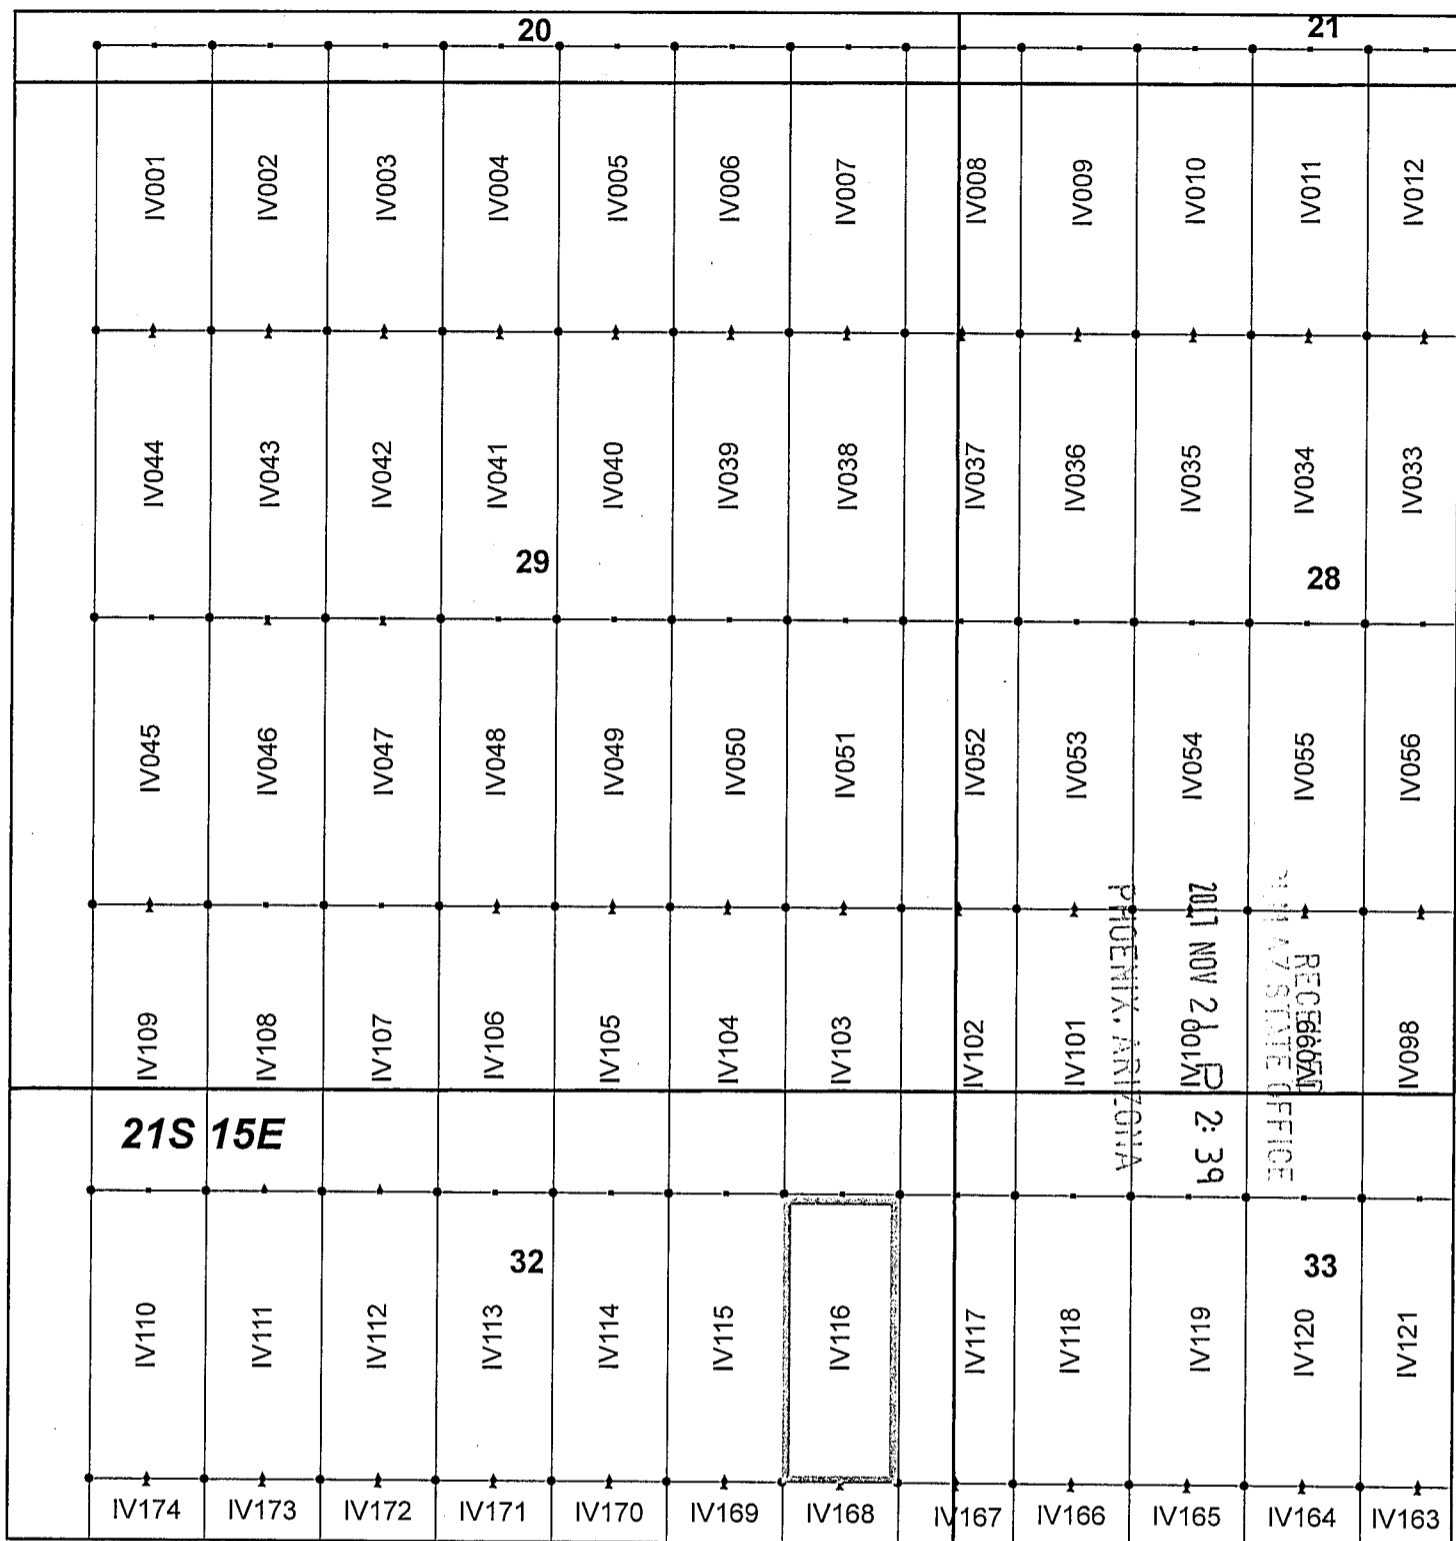 20 21
IV001 IV002 IV003 IV004 IV005 IV006 IV007 IV008 IV009 IV010 IV011 IV012
IV044 IV043 IV042 IV041 IV040 IV039 IV038 IV037 IV036 IV035 IV034 IV033
29 28
IV045 IV046 IV047 IV048 IV049 IV050 IV051 IV052 IV053 IV054 IV055 IV056
IV109 IV108 IV107 IV106 IV105 IV104 IV103 IV102 IV101 IV100 IV099 IV098
RECEIVED
AZ STATE OFFICE
2017 NOV 21 P 2:39
PHOENIX, ARIZONA
21S 15E
32 33
IV110 IV111 IV112 IV113 IV114 IV115 IV116 IV117 IV118 IV119 IV120 IV121
IV174 IV173 IV172 IV171 IV170 IV169 IV168 IV167 IV166 IV165 IV164 IV163